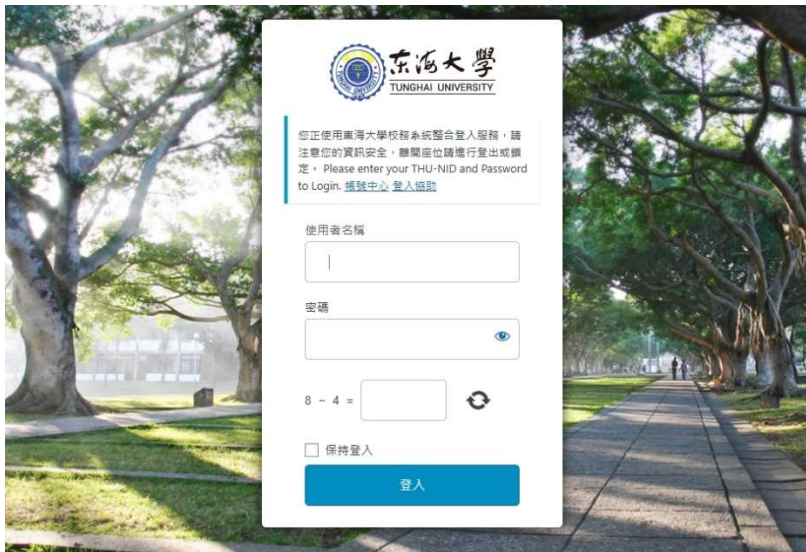 東海大學
TUNGHAI UNIVERSITY
您正使用東海大學校務系統整合登入服務，請
注意您的資訊安全，離開座位請進行登出或鎖
定。 Please enter your THU-NID and Password
to Login. 帳號中心 登入協助
使用者名稱
密碼
8 − 4 =
保持登入
登入